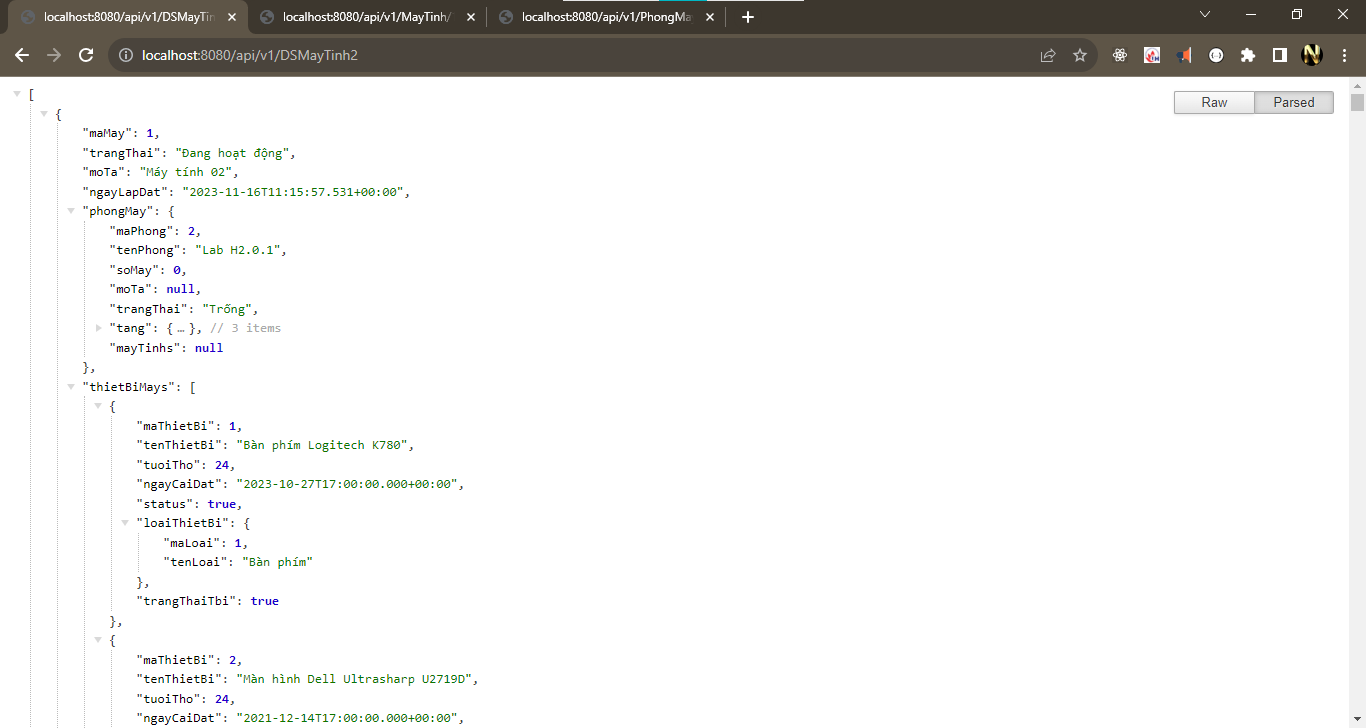 localhost:8080/api/v1/DSMayTin
localhost:8080/api/v1/MayTinh/
localhost:8080/api/v1/PhongMa
localhost:8080/api/v1/DSMayTinh2
Raw
Parsed
[
{
"maMay": 1,
"trangThai": "Đang hoạt động",
"moTa": "Máy tính 02",
"ngayLapDat": "2023-11-16T11:15:57.531+00:00",
"phongMay": {
"maPhong": 2,
"tenPhong": "Lab H2.0.1",
"soMay": 0,
"moTa": null,
"trangThai": "Trống",
"tang": { … }, // 3 items
"mayTinhs": null
},
"thietBiMays": [
{
"maThietBi": 1,
"tenThietBi": "Bàn phím Logitech K780",
"tuoiTho": 24,
"ngayCaiDat": "2023-10-27T17:00:00.000+00:00",
"status": true,
"loaiThietBi": {
"maLoai": 1,
"tenLoai": "Bàn phím"
},
"trangThaiTbi": true
},
{
"maThietBi": 2,
"tenThietBi": "Màn hình Dell Ultrasharp U2719D",
"tuoiTho": 24,
"ngayCaiDat": "2021-12-14T17:00:00.000+00:00",